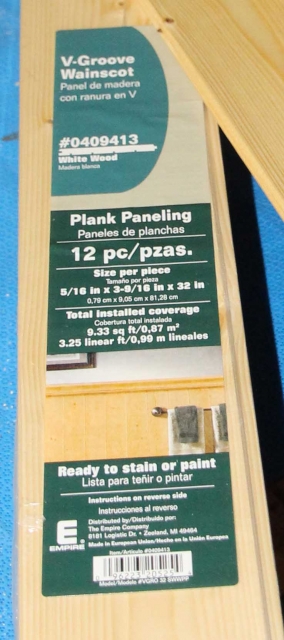 V-Groove
Wainscot
Panel de madera
con ranura en V
#0409413
White Wood
Madera blanca
Plank Paneling
Paneles de planchas
12 pc/pzas.
Size per piece
Tamaño por pieza
5/16 in x 3-9/16 in x 32 in
0,79 cm x 9,05 cm x 81,28 cm
Total installed coverage
Cobertura total instalada
9.33 sq ft/0,87 m²
3.25 linear ft/0,99 m lineales
Ready to stain or paint
Lista para teñir o pintar
Instructions on reverse side
Instrucciones al reverso
Distributed by/Distribuido por:
The Empire Company
8181 Logistic Dr. • Zeeland, MI 49464
Made in European Union/Hecho en la Unión Europea
E
EMPIRE
Item/Artículo #0409413
Model/Modelo #VGRO 32 8WWPP